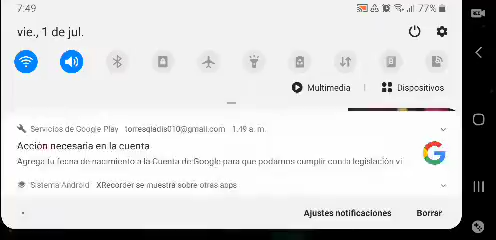 7:49
77%
vie., 1 de jul.
Multimedia
Dispositivos
Servicios de Google Play torresgladis010@gmail.com 1:49 a. m.
Acción necesaria en la cuenta
Agrega tu fecha de nacimiento a la Cuenta de Google para que podamos cumplir con la legislación vi
Sistema Android XRecorder se muestra sobre otras apps
Ajustes notificaciones
Borrar